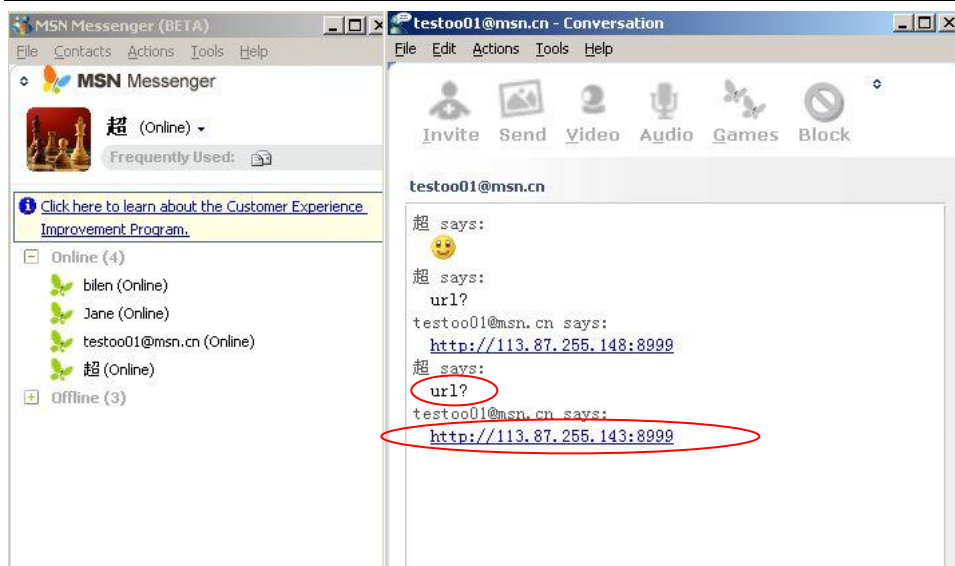 MSN Messenger (BETA)
File Contacts Actions Tools Help
MSN Messenger
超 (Online)
Frequently Used:
Click here to learn about the Customer Experience
Improvement Program.
Online (4)
bilen (Online)
Jane (Online)
testoo01@msn.cn (Online)
超 (Online)
Offline (3)
testoo01@msn.cn - Conversation
File Edit Actions Tools Help
Invite Send Video Audio Games Block
testoo01@msn.cn
超 says:
超 says:
url?
testoo01@msn.cn says:
http://113.87.255.148:8999
超 says:
url?
testoo01@msn.cn says:
http://113.87.255.143:8999